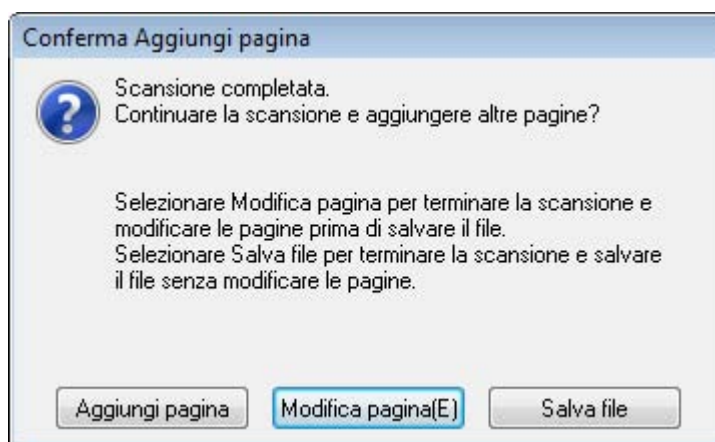 Conferma Aggiungi pagina
Scansione completata.
Continuare la scansione e aggiungere altre pagine?
Selezionare Modifica pagina per terminare la scansione e
modificare le pagine prima di salvare il file.
Selezionare Salva file per terminare la scansione e salvare
il file senza modificare le pagine.
Aggiungi pagina
Modifica pagina(E)
Salva file